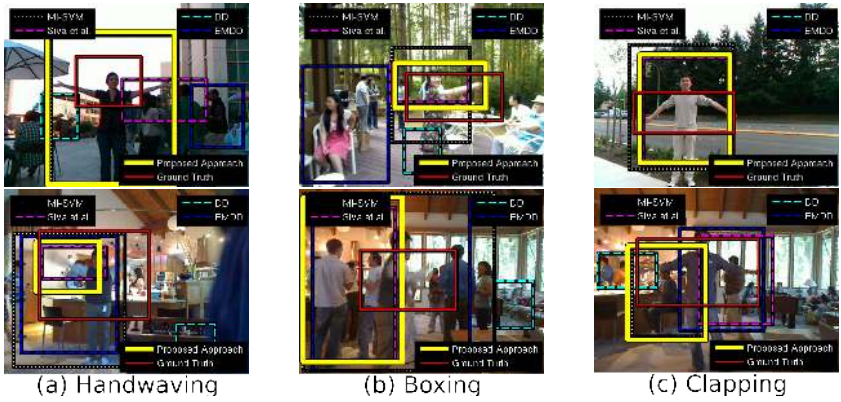 MI-SVM DD
Siva et al. EMDD
Proposed Approach
Ground Truth
MI-SVM DD
Siva et al. EMDD
Proposed Approach
Ground Truth
MI-SVM DD
Siva et al. EMDD
Proposed Approach
Ground Truth
MI-SVM DD
Siva et al. EMDD
Proposed Approach
Ground Truth
MI-SVM DD
Siva et al. EMDD
Proposed Approach
Ground Truth
MI-SVM DD
Siva et al. EMDD
Proposed Approach
Ground Truth
(a) Handwaving
(b) Boxing
(c) Clapping